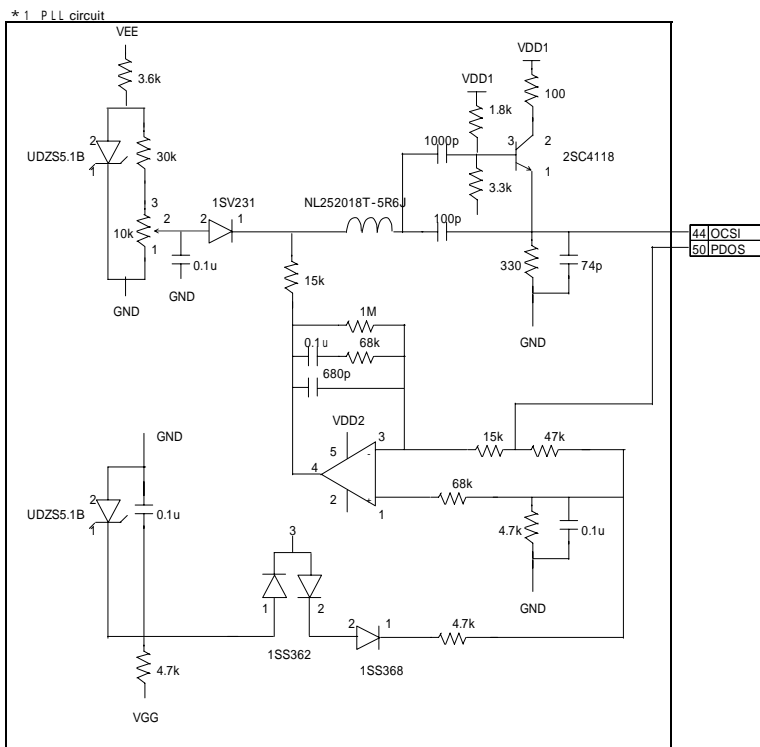 *1 PLL circuit
VEE
3.6k
VDD1
100
VDD1
1.8k
1000p
3
2
2SC4118
1
3.3k
2
UDZS5.1B
1
30k
3
10k
2
1
1SV231
2
1
NL252018T-5R6J
100p
44 OCSI
50 PDOS
0.1u
GND
GND
15k
330
74p
GND
1M
0.1u
68k
680p
VDD2
5
3
4
-
+
2
1
15k
47k
68k
4.7k
0.1u
GND
GND
2
UDZS5.1B
1
0.1u
3
1
2
1SS362
2
1
1SS368
4.7k
4.7k
VGG